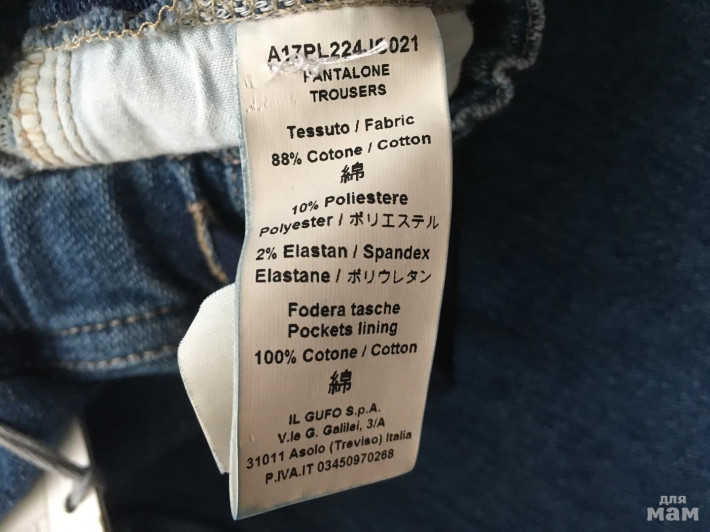 A17PL224JS021
PANTALONE
TROUSERS
Tessuto / Fabric
88% Cotone / Cotton
綿
10% Poliestere
Polyester / ポリエステル
2% Elastan / Spandex
Elastane / ポリウレタン
Fodera tasche
Pockets lining
100% Cotone / Cotton
綿
IL GUFO S.p.A.
V.le G. Galilei, 3/A
31011 Asolo (Treviso) Italia
P.IVA.IT 03450970268
для
мам